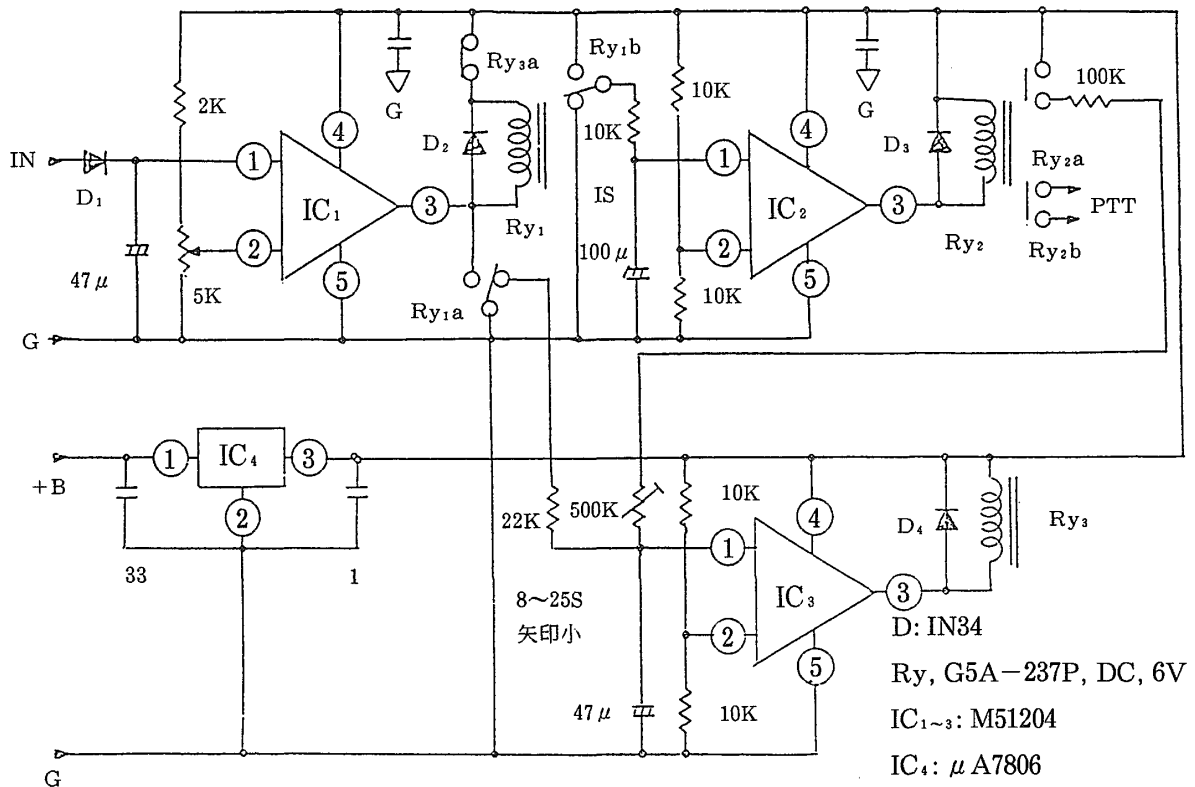 Ry₃a
Ry₁b
G
G
100K
2K
10K
10K
④
④
D₂
D₃
IN
①
①
D₁
IC₁
③
Ry₁
IS
IC₂
③
Ry₂
Ry₂a
PTT
Ry₂b
②
②
47μ
5K
⑤
100μ
10K
⑤
Ry₁a
G
①
IC₄
③
+B
②
33
1
22K
500K
10K
④
D₄
Ry₃
①
8～25S
矢印小
IC₃
③
②
⑤
47μ
10K
G
D: IN34
Ry, G5A−237P, DC, 6V
IC₁~₃: M51204
IC₄: μA7806